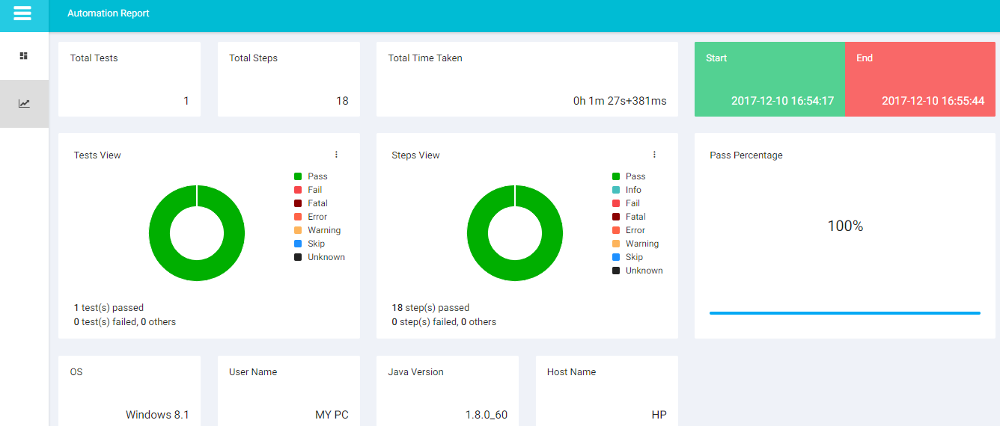 Automation Report
Total Tests
1
Total Steps
18
Total Time Taken
0h 1m 27s+381ms
Start
2017-12-10 16:54:17
End
2017-12-10 16:55:44
Tests View
Pass
Fail
Fatal
Error
Warning
Skip
Unknown
1 test(s) passed
0 test(s) failed, 0 others
Steps View
Pass
Info
Fail
Fatal
Error
Warning
Skip
Unknown
18 step(s) passed
0 step(s) failed, 0 others
Pass Percentage
100%
OS
Windows 8.1
User Name
MY PC
Java Version
1.8.0_60
Host Name
HP